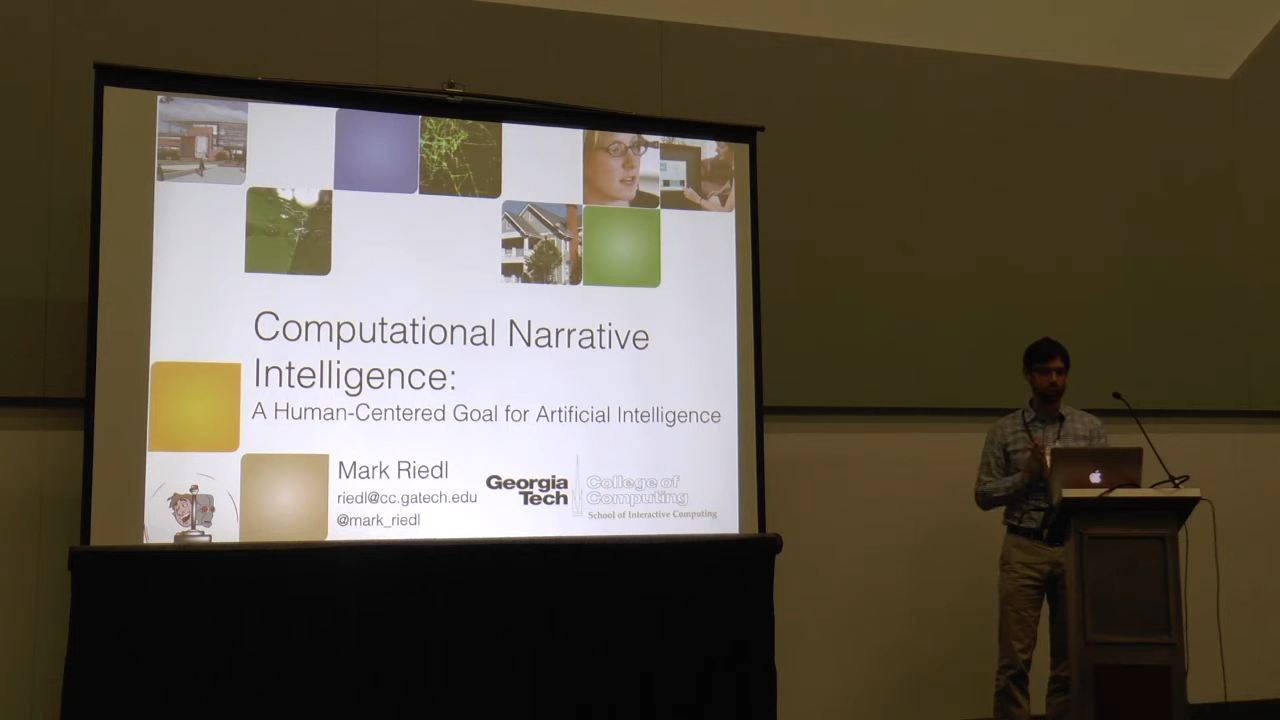 Computational Narrative
Intelligence:
A Human-Centered Goal for Artificial Intelligence
Mark Riedl
riedl@cc.gatech.edu
@mark_riedl
Georgia
Tech
College of
Computing
School of Interactive Computing